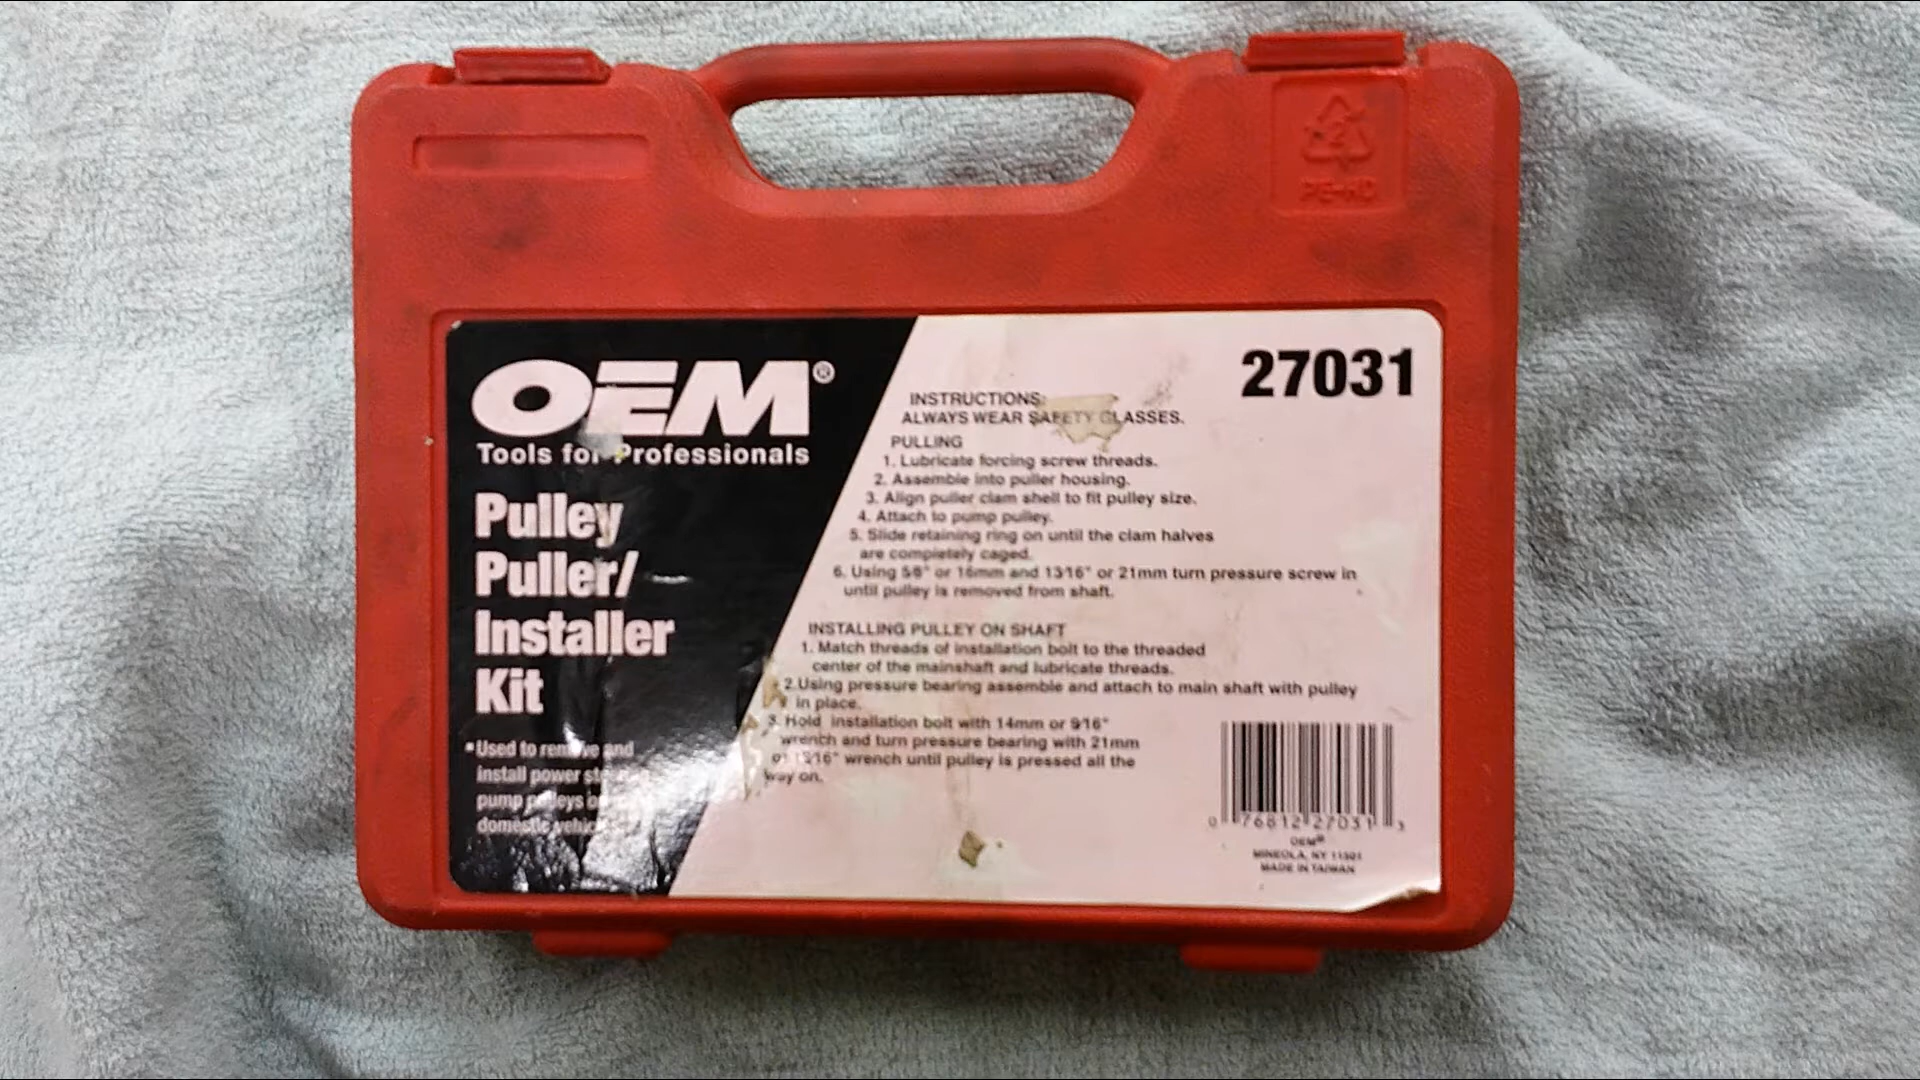 2
PE-HD
OEM®
Tools for Professionals
Pulley
Puller/
Installer
Kit
▪Used to remove and
install power
pump pulleys
domestic
27031
INSTRUCTIONS:
ALWAYS WEAR SAFETY GLASSES.
PULLING
1. Lubricate forcing screw threads.
2. Assemble into puller housing.
3. Align puller clam shell to fit pulley size.
4. Attach to pump pulley.
5. Slide retaining ring on until the clam halves
are completely caged.
6. Using 5⁄8" or 16mm and 13⁄16" or 21mm turn pressure screw in
until pulley is removed from shaft.
INSTALLING PULLEY ON SHAFT
1. Match threads of installation bolt to the threaded
center of the mainshaft and lubricate threads.
2.Using pressure bearing assemble and attach to main shaft with pulley
in place.
3. Hold installation bolt with 14mm or 9⁄16"
wrench and turn pressure bearing with 21mm
or 13⁄16" wrench until pulley is pressed all the
way on.
0 76812 27031 3
OEM®
MINEOLA, NY 11501
MADE IN TAIWAN